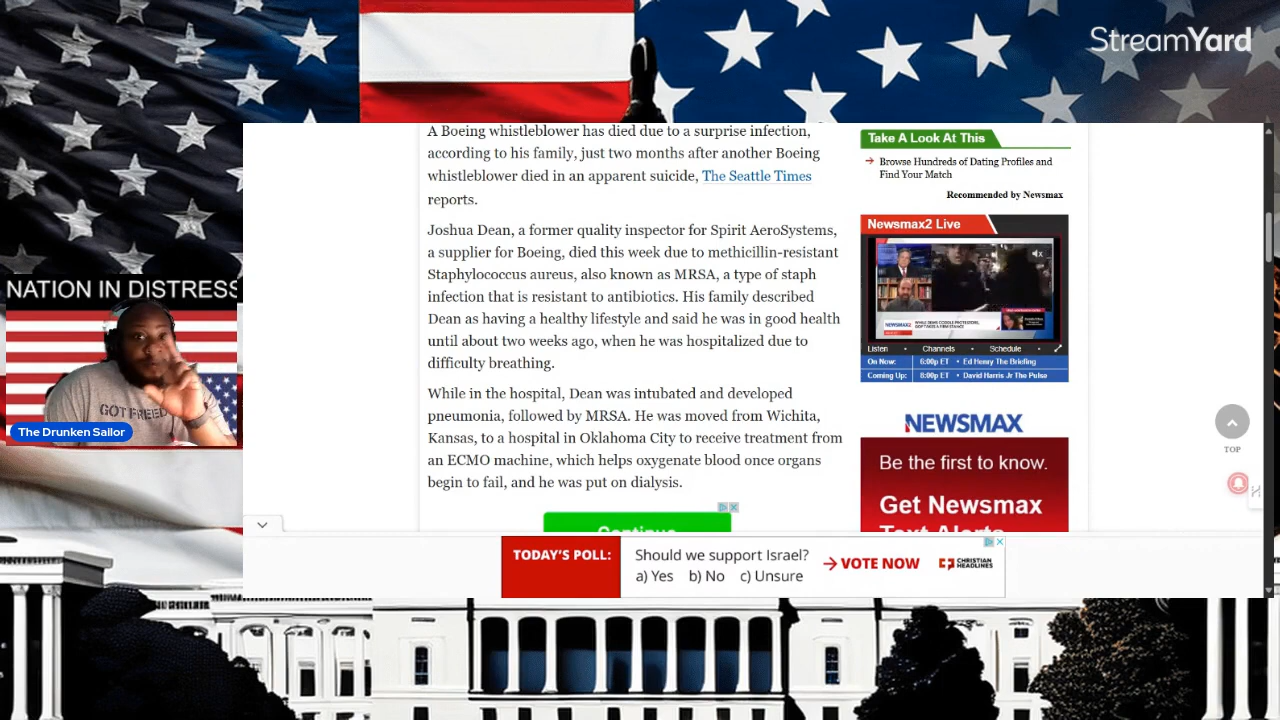 StreamYard
A Boeing whistleblower has died due to a surprise infection,
according to his family, just two months after another Boeing
whistleblower died in an apparent suicide, The Seattle Times
reports.
Joshua Dean, a former quality inspector for Spirit AeroSystems,
a supplier for Boeing, died this week due to methicillin-resistant
Staphylococcus aureus, also known as MRSA, a type of staph
infection that is resistant to antibiotics. His family described
Dean as having a healthy lifestyle and said he was in good health
until about two weeks ago, when he was hospitalized due to
difficulty breathing.
While in the hospital, Dean was intubated and developed
pneumonia, followed by MRSA. He was moved from Wichita,
Kansas, to a hospital in Oklahoma City to receive treatment from
an ECMO machine, which helps oxygenate blood once organs
begin to fail, and he was put on dialysis.
Continue
Take A Look At This
Browse Hundreds of Dating Profiles and
Find Your Match
Recommended by Newsmax
Newsmax2 Live
NEWSMAX2
Listen • Channels • Schedule •
On Now: 6:00p ET • Ed Henry The Briefing
Coming Up: 8:00p ET • David Harris Jr The Pulse
NEWSMAX
Be the first to know.
Get Newsmax
Text Alerts
TOP
NATION IN DISTRESS
GOT FREED
The Drunken Sailor
TODAY'S POLL:
Should we support Israel?
a) Yes b) No c) Unsure
VOTE NOW
CHRISTIAN
HEADLINES